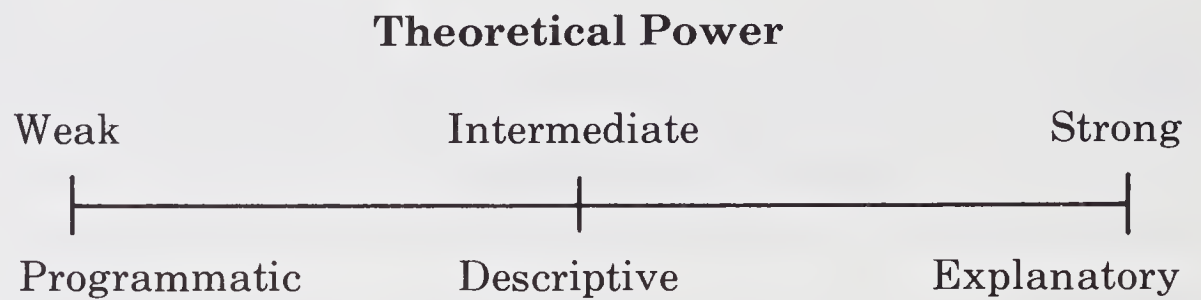 Theoretical Power
Weak Intermediate Strong
Programmatic Descriptive Explanatory